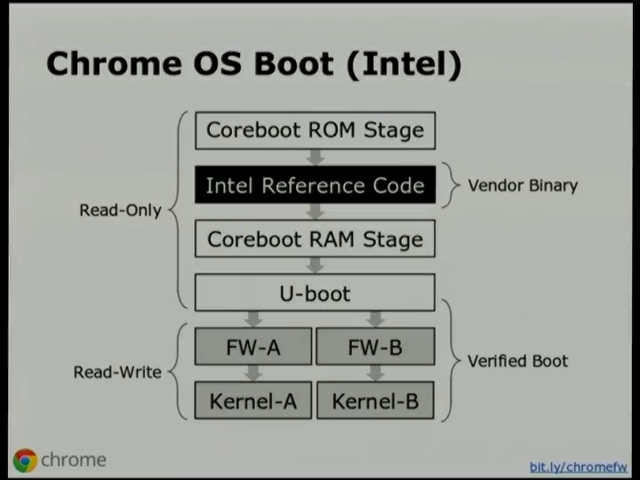 Chrome OS Boot (Intel)
Coreboot ROM Stage
Intel Reference Code
Vendor Binary
Read-Only
Coreboot RAM Stage
U-boot
FW-A
FW-B
Verified Boot
Read-Write
Kernel-A
Kernel-B
chrome
bit.ly/chromefw